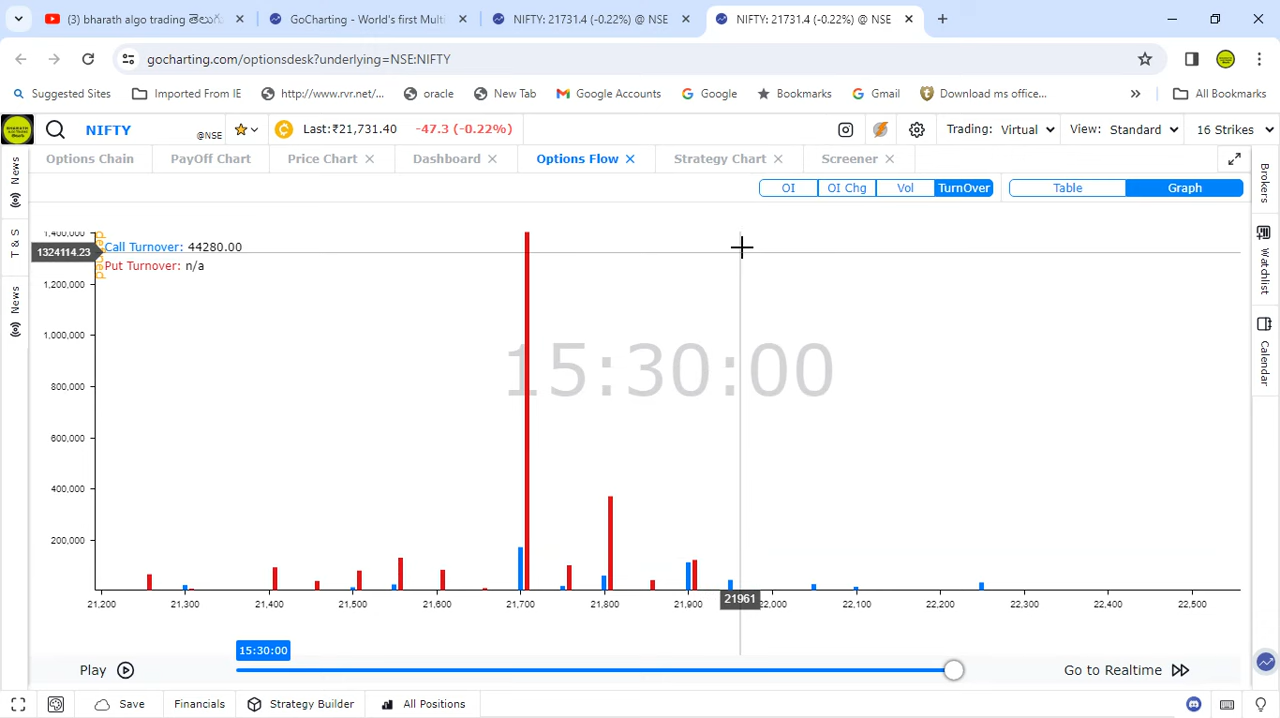 (3) bharath algo trading తెలుగు
GoCharting - World's first Multi
NIFTY: 21731.4 (-0.22%) @ NSE
NIFTY: 21731.4 (-0.22%) @ NSE
gocharting.com/optionsdesk?underlying=NSE:NIFTY
Suggested Sites
Imported From IE
http://www.rvr.net/...
oracle
New Tab
Google Accounts
Google
Bookmarks
Gmail
Download ms office...
All Bookmarks
NIFTY
@NSE
Last:₹21,731.40
-47.3 (-0.22%)
Trading: Virtual
View: Standard
16 Strikes
Options Chain
PayOff Chart
Price Chart
Dashboard
Options Flow
Strategy Chart
Screener
OI
OI Chg
Vol
TurnOver
Table
Graph
News
T & S
News
Brokers
Watchlist
Calendar
1,400,000
1324114.23
1,200,000
1,000,000
800,000
600,000
400,000
200,000
Call Turnover: 44280.00
Put Turnover: n/a
15:30:00
21,200
21,300
21,400
21,500
21,600
21,700
21,800
21,900
21961
22,000
22,100
22,200
22,300
22,400
22,500
15:30:00
Play
Go to Realtime
Save
Financials
Strategy Builder
All Positions